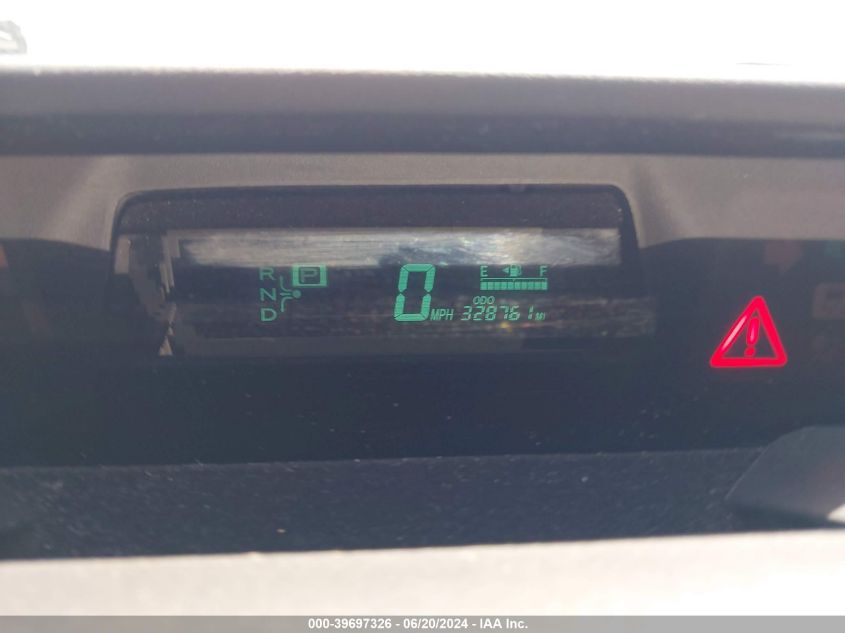 R P
N
D
0 MPH
E F
ODO
328761 MI
000-39697326 - 06/20/2024 - IAA Inc.